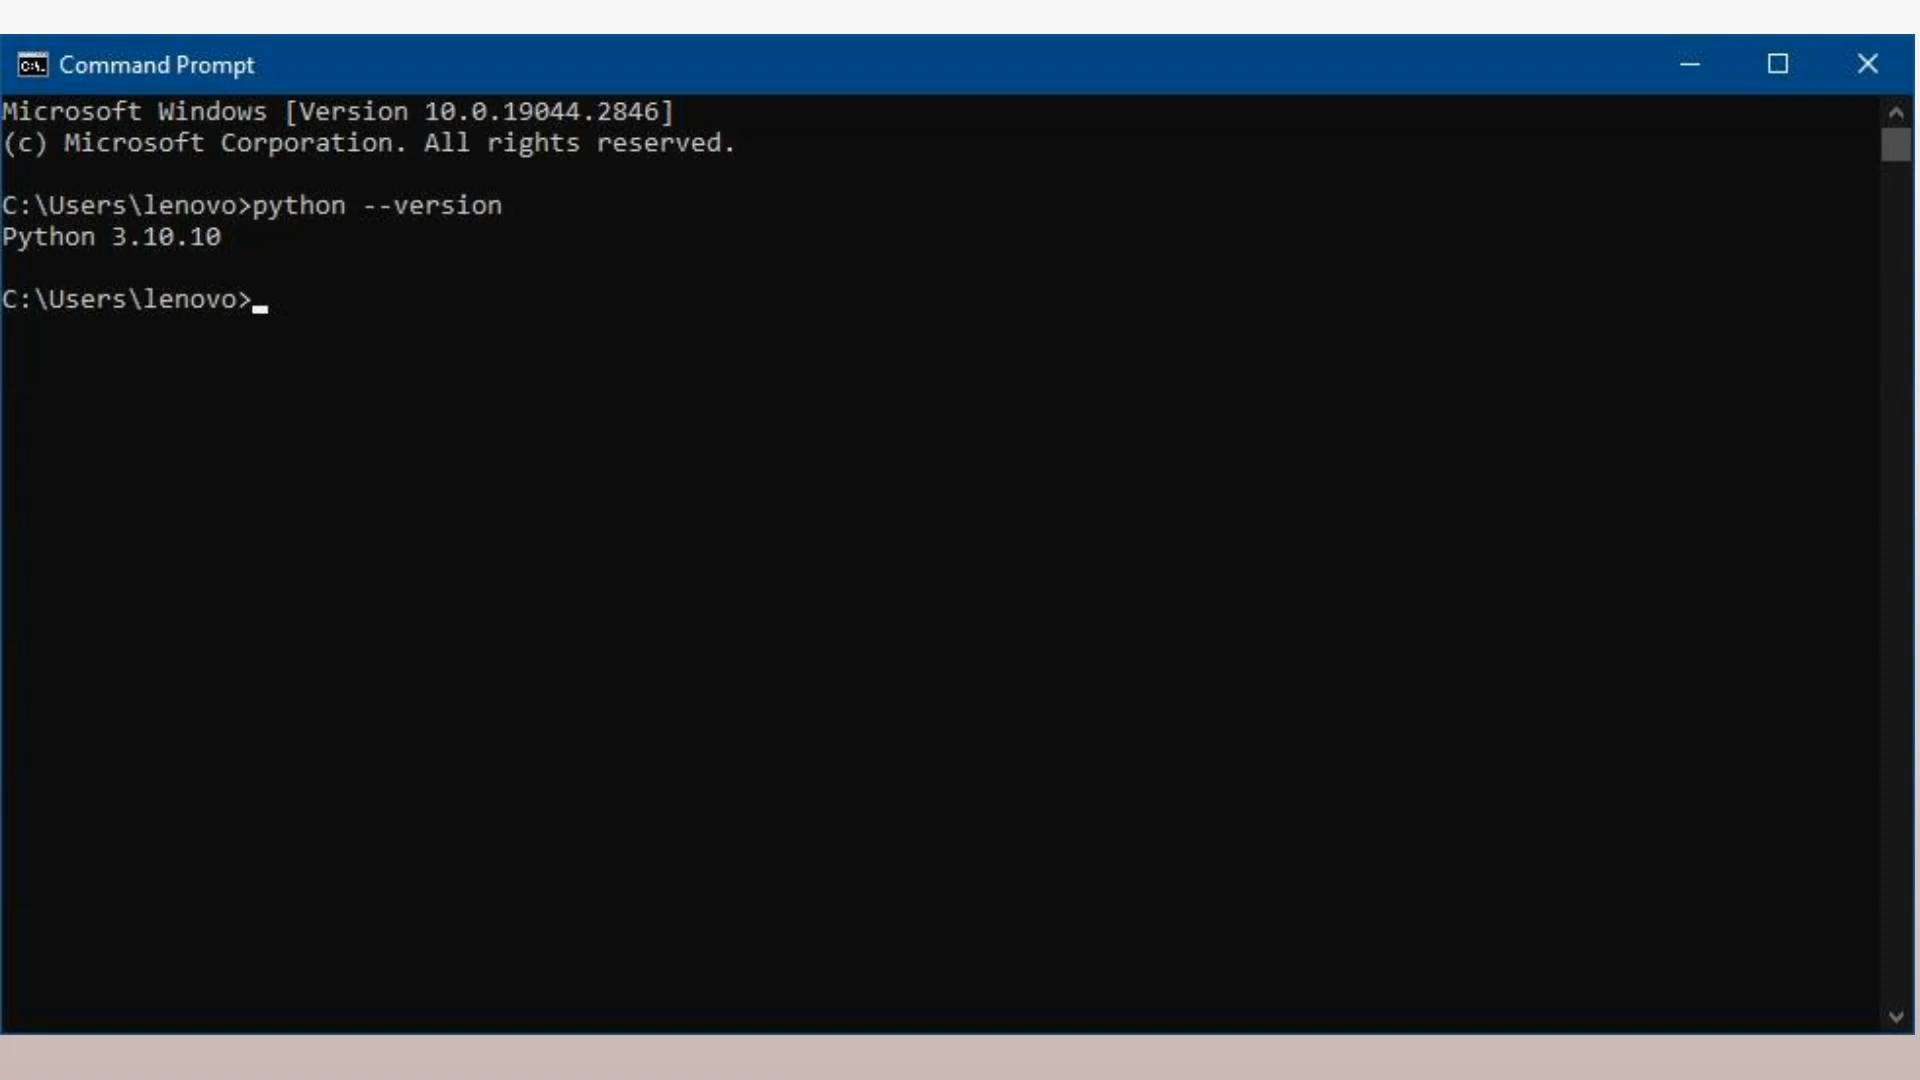 Command Prompt
Microsoft Windows [Version 10.0.19044.2846]
(c) Microsoft Corporation. All rights reserved.
C:\Users\lenovo>python --version
Python 3.10.10
C:\Users\lenovo>